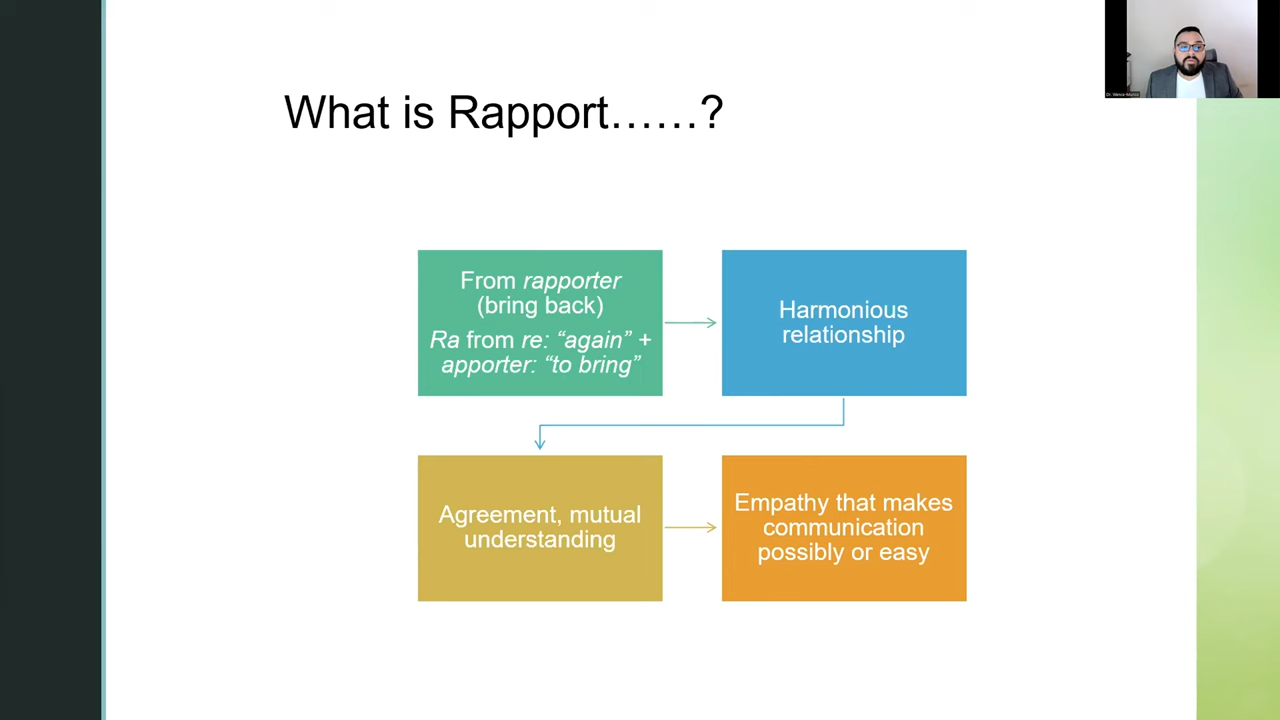 What is Rapport……?
From rapporter
(bring back)
Ra from re: “again” +
apporter: “to bring”
Harmonious
relationship
Agreement, mutual
understanding
Empathy that makes
communication
possibly or easy